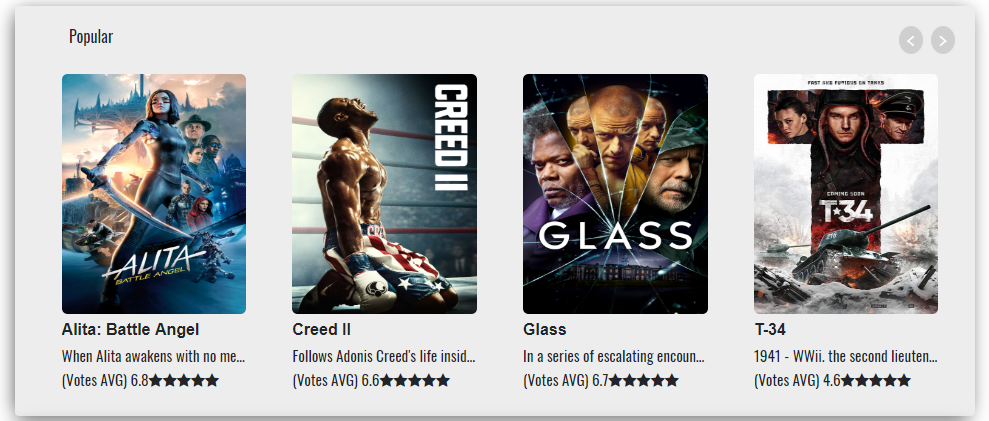 Popular
CREED II
ALITA
BATTLE ANGEL
GLASS
FAST AND FURIOUS ON TANKS
T
COMING SOON
T-34
Alita: Battle Angel
Creed II
Glass
T-34
When Alita awakens with no me...
Follows Adonis Creed's life insid...
In a series of escalating encoun...
1941 - WWii. the second lieuten...
(Votes AVG) 6.8★★★★★
(Votes AVG) 6.6★★★★★
(Votes AVG) 6.7★★★★★
(Votes AVG) 4.6★★★★★